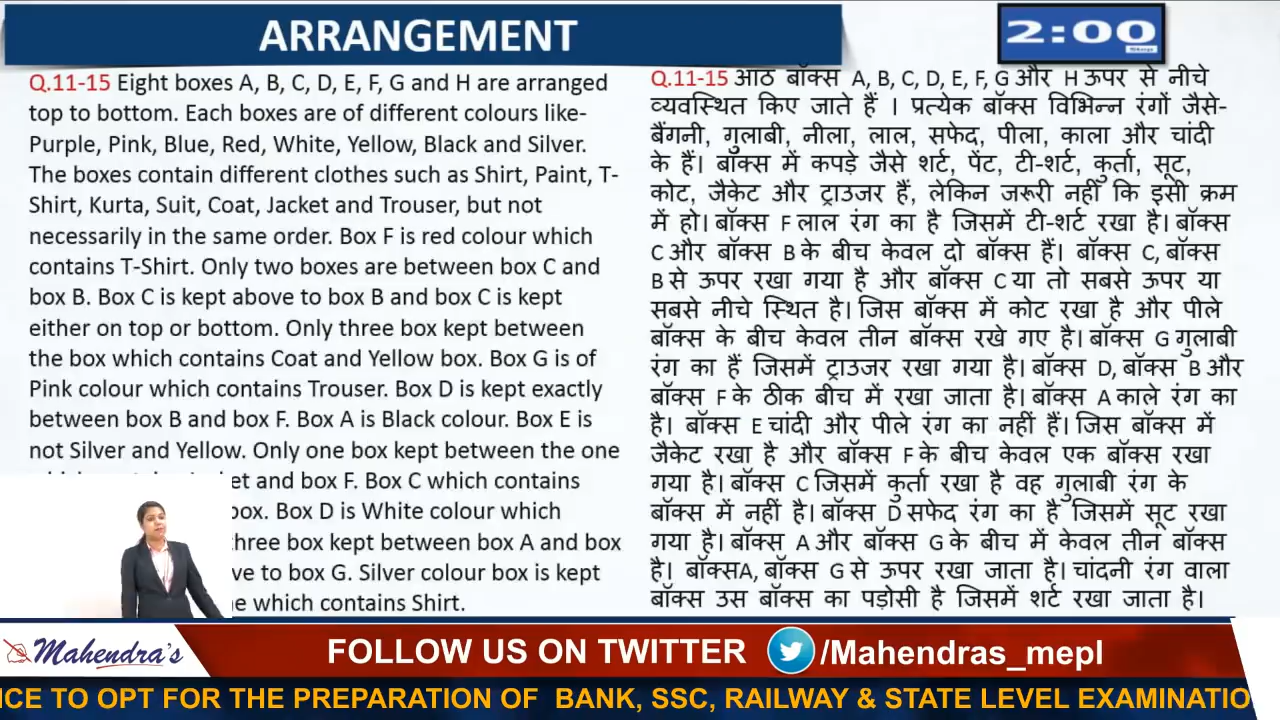 ARRANGEMENT
2:00
Q.11-15 Eight boxes A, B, C, D, E, F, G and H are arranged
top to bottom. Each boxes are of different colours like-
Purple, Pink, Blue, Red, White, Yellow, Black and Silver.
The boxes contain different clothes such as Shirt, Paint, T-
Shirt, Kurta, Suit, Coat, Jacket and Trouser, but not
necessarily in the same order. Box F is red colour which
contains T-Shirt. Only two boxes are between box C and
box B. Box C is kept above to box B and box C is kept
either on top or bottom. Only three box kept between
the box which contains Coat and Yellow box. Box G is of
Pink colour which contains Trouser. Box D is kept exactly
between box B and box F. Box A is Black colour. Box E is
not Silver and Yellow. Only one box kept between the one
and box F. Box C which contains
box. Box D is White colour which
three box kept between box A and box
to box G. Silver colour box is kept
which contains Shirt.
Q.11-15 आठ बॉक्स A, B, C, D, E, F, G और H ऊपर से नीचे
व्यवस्थित किए जाते हैं । प्रत्येक बॉक्स विभिन्न रंगों जैसे-
बैंगनी, गुलाबी, नीला, लाल, सफेद, पीला, काला और चांदी
के हैं। बॉक्स में कपड़े जैसे शर्ट, पेंट, टी-शर्ट, कुर्ता, सूट,
कोट, जैकेट और ट्राउजर हैं, लेकिन जरूरी नहीं कि इसी क्रम
में हो। बॉक्स F लाल रंग का है जिसमें टी-शर्ट रखा है। बॉक्स
C और बॉक्स B के बीच केवल दो बॉक्स हैं। बॉक्स C, बॉक्स
B से ऊपर रखा गया है और बॉक्स C या तो सबसे ऊपर या
सबसे नीचे स्थित है। जिस बॉक्स में कोट रखा है और पीले
बॉक्स के बीच केवल तीन बॉक्स रखे गए है। बॉक्स G गुलाबी
रंग का हैं जिसमें ट्राउजर रखा गया है। बॉक्स D, बॉक्स B और
बॉक्स F के ठीक बीच में रखा जाता है। बॉक्स A काले रंग का
है। बॉक्स E चांदी और पीले रंग का नहीं हैं। जिस बॉक्स में
जैकेट रखा है और बॉक्स F के बीच केवल एक बॉक्स रखा
गया है। बॉक्स C जिसमें कुर्ता रखा है वह गुलाबी रंग के
बॉक्स में नहीं है। बॉक्स D सफेद रंग का है जिसमें सूट रखा
गया है। बॉक्स A और बॉक्स G के बीच में केवल तीन बॉक्स
है। बॉक्सA, बॉक्स G से ऊपर रखा जाता है। चांदनी रंग वाला
बॉक्स उस बॉक्स का पड़ोसी है जिसमें शर्ट रखा जाता है।
Mahendra's
FOLLOW US ON TWITTER /Mahendras_mepl
TO OPT FOR THE PREPARATION OF BANK, SSC, RAILWAY & STATE LEVEL